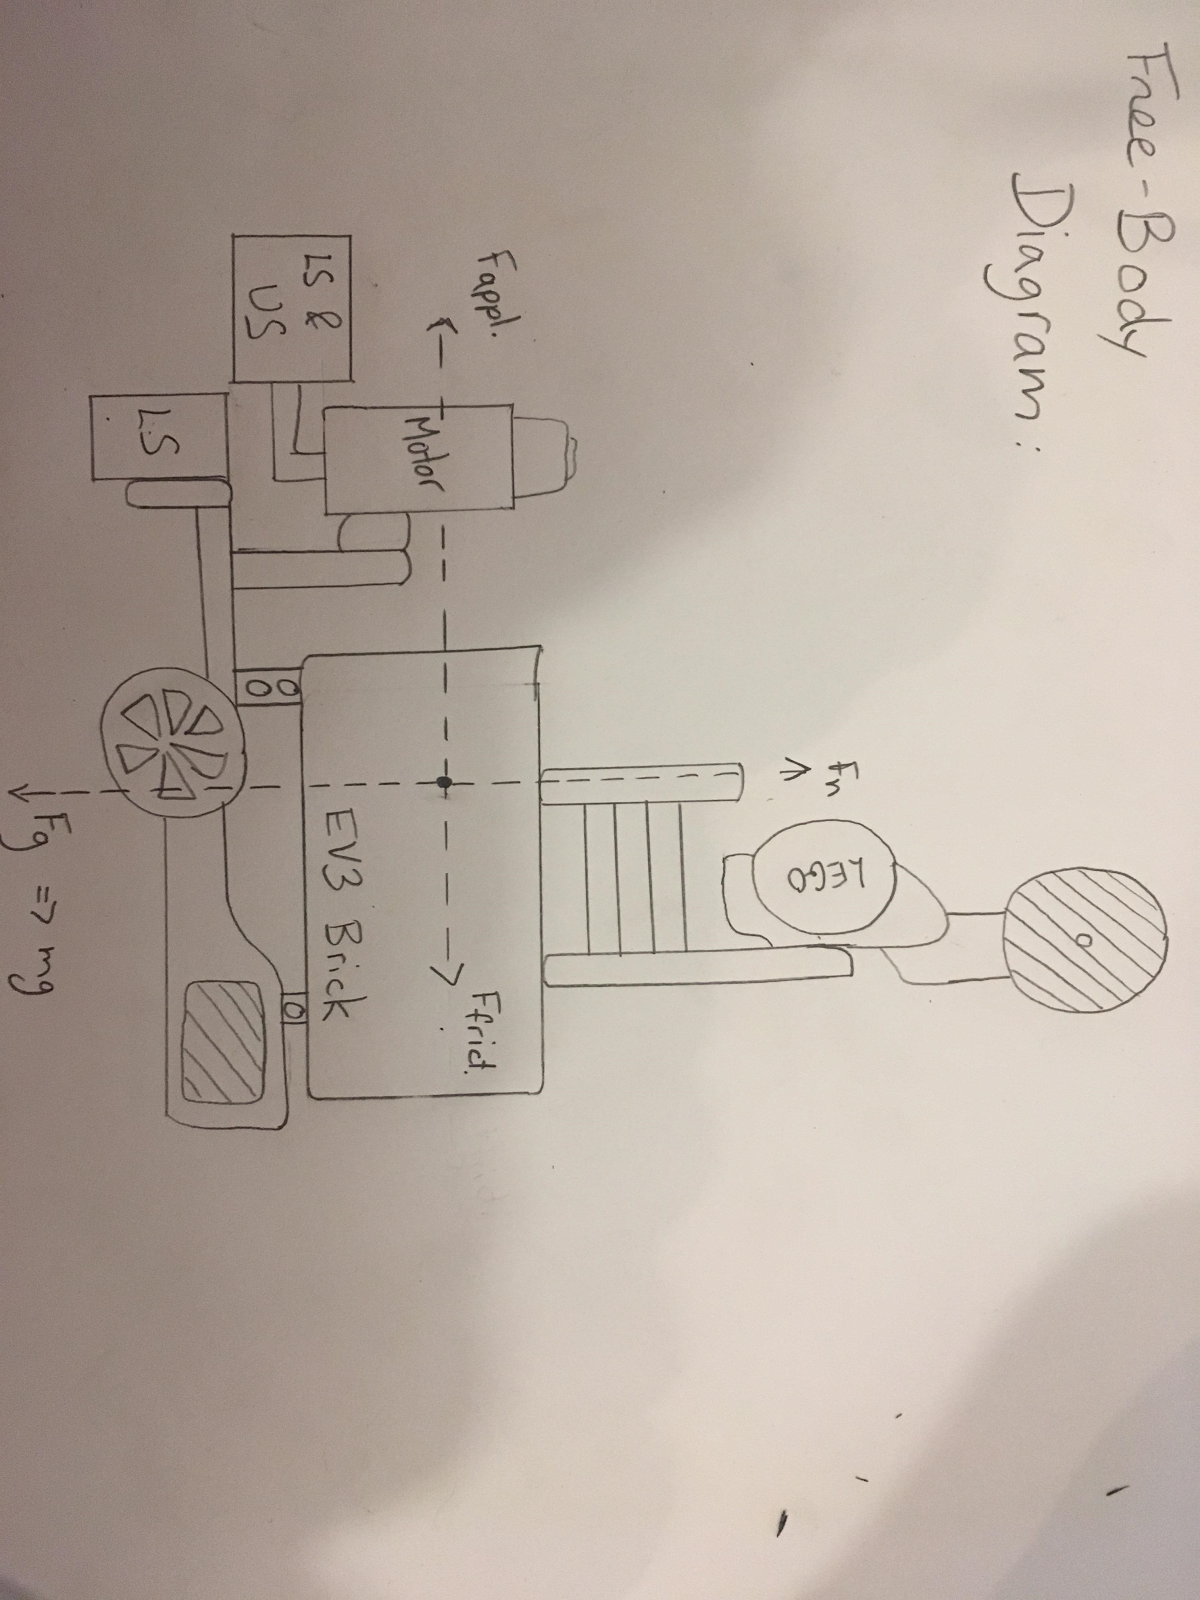 Free-Body
Diagram:
Fn
LEGO
Fappl.
Motor
Ffrict.
LS &
US
EV3 Brick
LS
Fg => mg